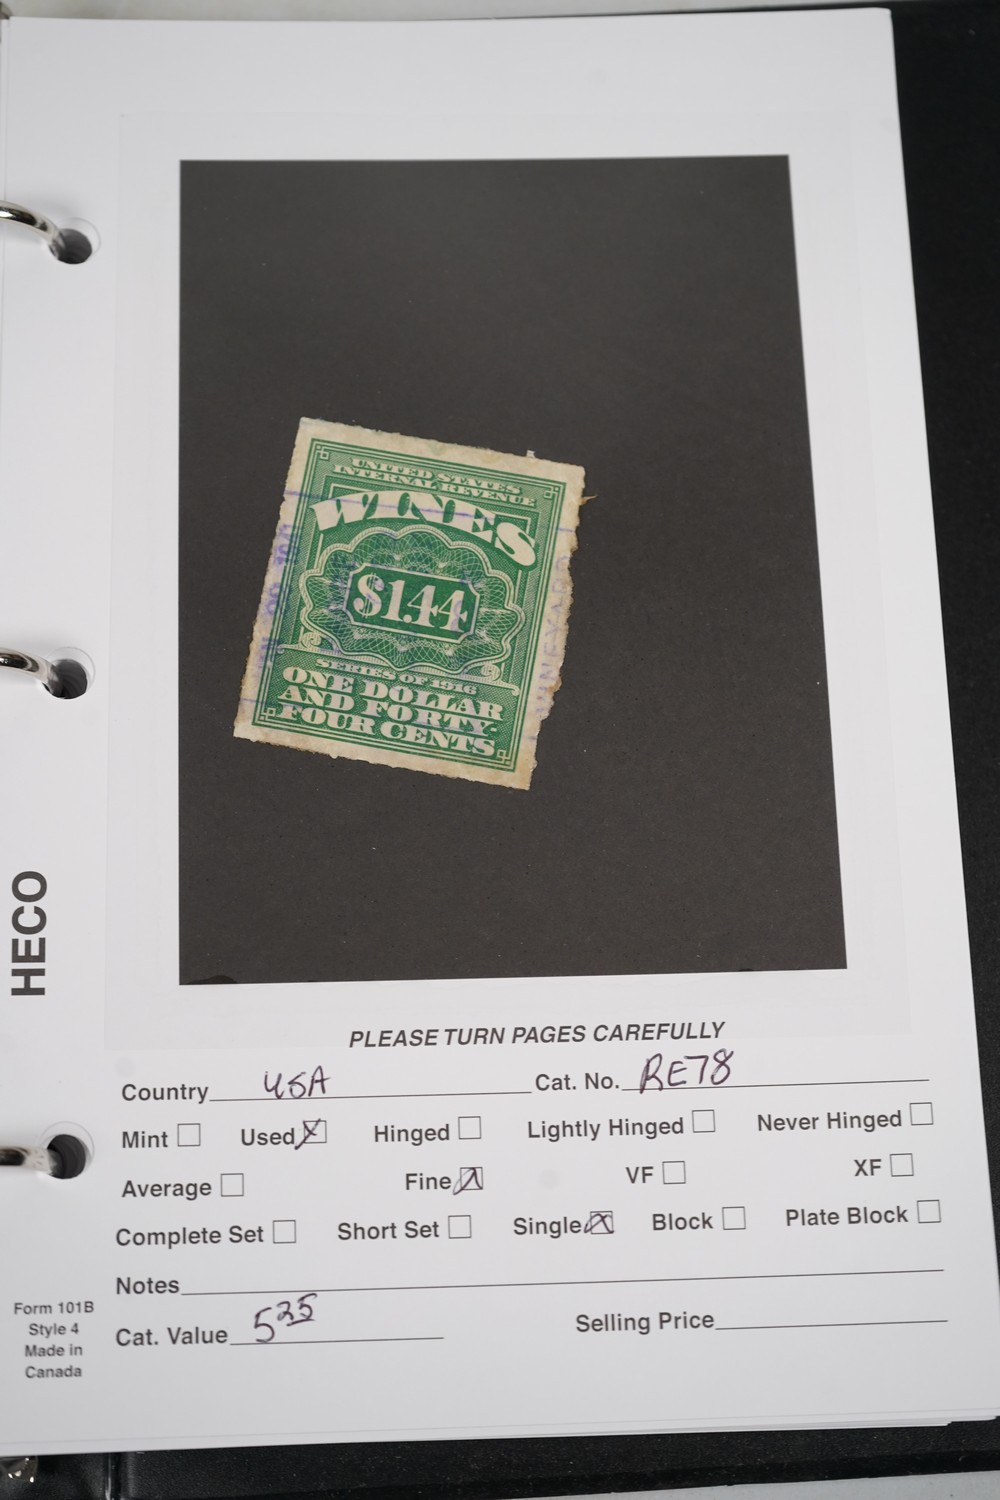 UNITED STATES
INTERNAL REVENUE
WINES
$1.44
SERIES OF 1916
ONE DOLLAR
AND FORTY-
FOUR CENTS
VINEYARD
HECO
PLEASE TURN PAGES CAREFULLY
Country USA Cat. No. RE78
Mint Used Hinged Lightly Hinged Never Hinged
Average Fine VF XF
Complete Set Short Set Single Block Plate Block
Notes
Cat. Value 5 25 Selling Price
Form 101B
Style 4
Made in
Canada